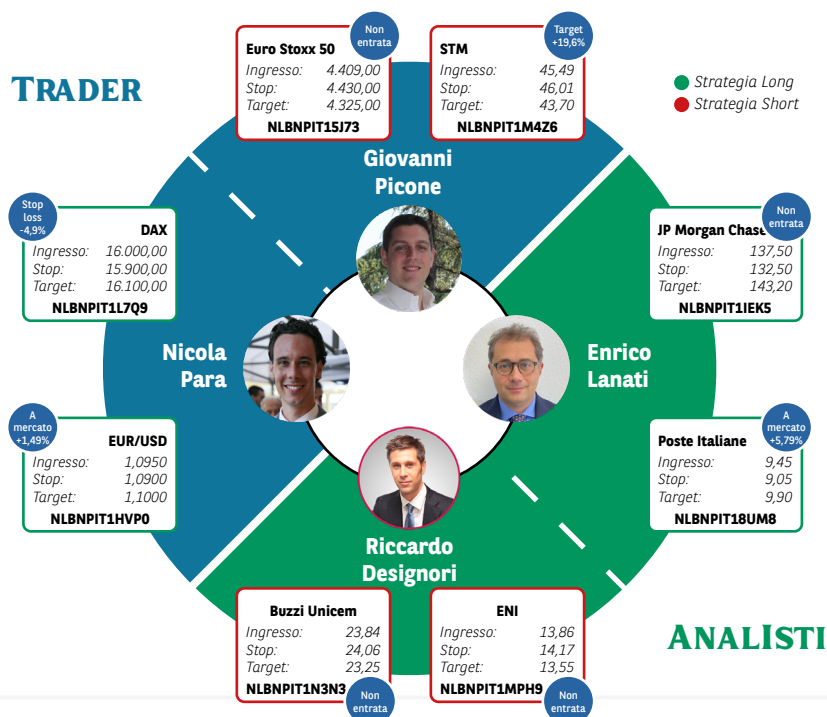 TRADER
Non
entrata
Euro Stoxx 50
Ingresso: 4.409,00
Stop: 4.430,00
Target: 4.325,00
NLBNPIT15J73
Target
+19,6%
STM
Ingresso: 45,49
Stop: 46,01
Target: 43,70
NLBNPIT1M4Z6
Strategia Long
Strategia Short
Giovanni
Picone
Stop
loss
-4,9%
DAX
Ingresso: 16.000,00
Stop: 15.900,00
Target: 16.100,00
NLBNPIT1L7Q9
Non
entrata
JP Morgan Chase
Ingresso: 137,50
Stop: 132,50
Target: 143,20
NLBNPIT1IEK5
Nicola
Para
Enrico
Lanati
A
mercato
+1,49%
EUR/USD
Ingresso: 1,0950
Stop: 1,0900
Target: 1,1000
NLBNPIT1HVP0
A
mercato
+5,79%
Poste Italiane
Ingresso: 9,45
Stop: 9,05
Target: 9,90
NLBNPIT18UM8
Riccardo
Designori
Buzzi Unicem
Ingresso: 23,84
Stop: 24,06
Target: 23,25
NLBNPIT1N3N3
Non
entrata
ENI
Ingresso: 13,86
Stop: 14,17
Target: 13,55
NLBNPIT1MPH9
Non
entrata
ANALISTI